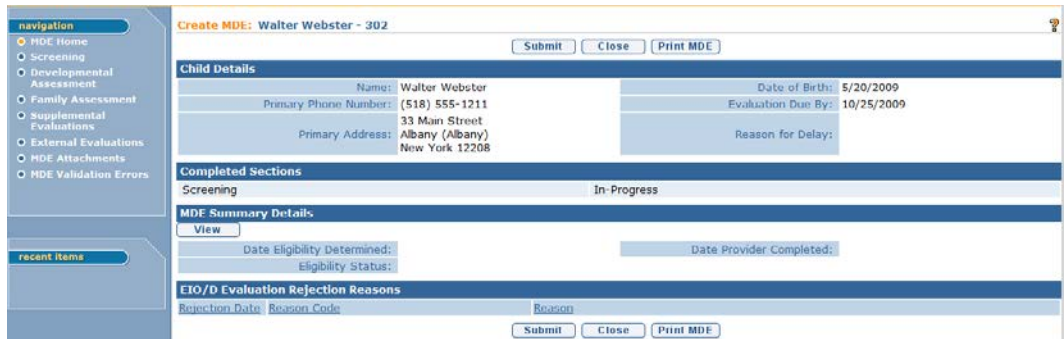 navigation
MDE Home
Screening
Developmental
Assessment
Family Assessment
Supplemental
Evaluations
External Evaluations
MDE Attachments
MDE Validation Errors
recent items
Create MDE: Walter Webster - 302
?
Submit Close Print MDE
Child Details
Name: Walter Webster Date of Birth: 5/20/2009
Primary Phone Number: (518) 555-1211 Evaluation Due By: 10/25/2009
Primary Address: 33 Main Street
Albany (Albany)
New York 12208
Reason for Delay:
Completed Sections
Screening In-Progress
MDE Summary Details
View
Date Eligibility Determined: Date Provider Completed:
Eligibility Status:
EIO/D Evaluation Rejection Reasons
Rejection Date Reason Code Reason
Submit Close Print MDE